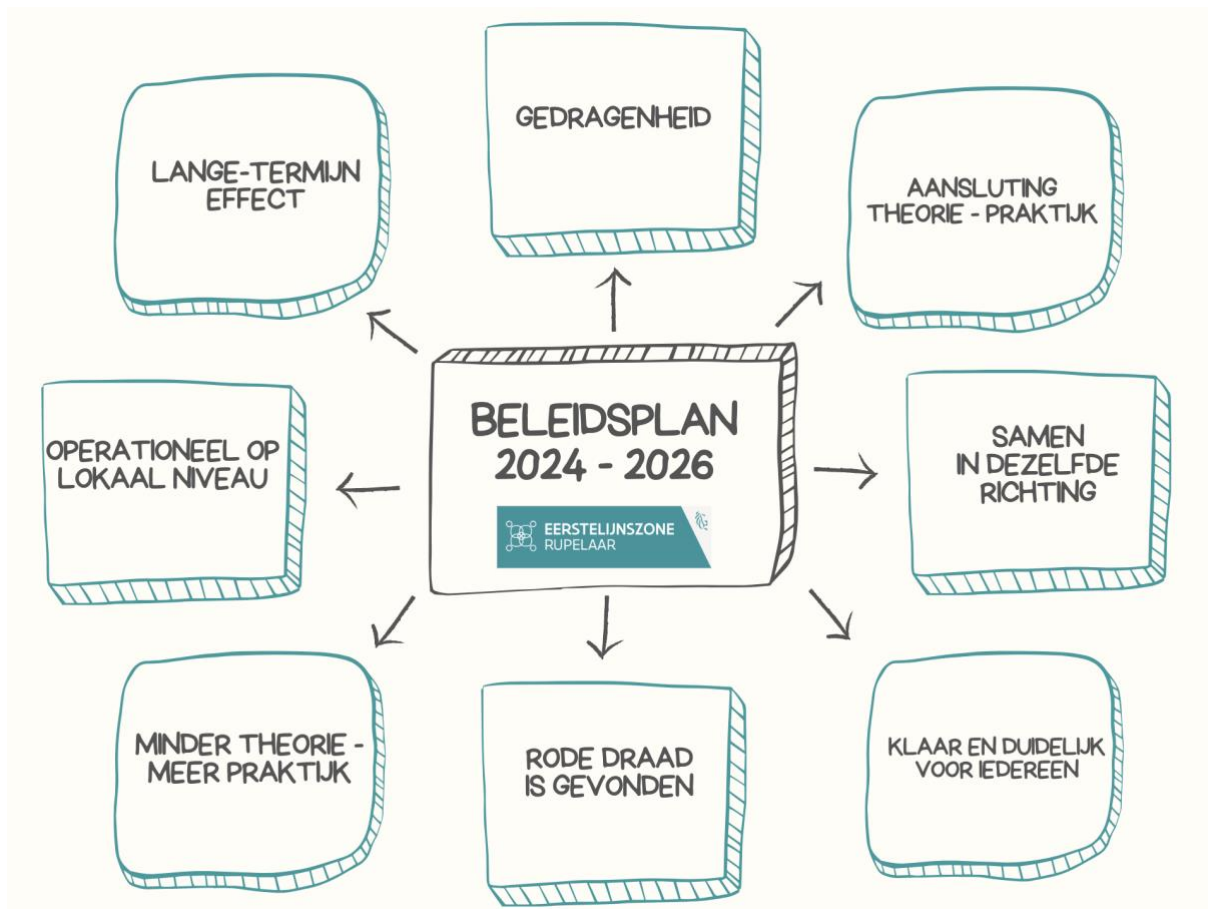 GEDRAGENHEID
LANGE-TERMIJN
EFFECT
AANSLUTING
THEORIE - PRAKTIJK
BELEIDSPLAN
2024 - 2026
EERSTELIJNSZONE
RUPELAAR
OPERATIONEEL OP
LOKAAL NIVEAU
SAMEN
IN DEZELFDE
RICHTING
MINDER THEORIE -
MEER PRAKTIJK
RODE DRAAD
IS GEVONDEN
KLAAR EN DUIDELIJK
VOOR IEDEREEN